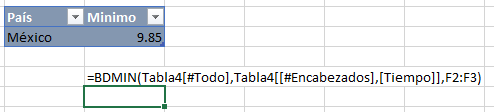 País Minimo
México 9.85
=BDMIN(Tabla4[#Todo],Tabla4[[#Encabezados],[Tiempo]],F2:F3)